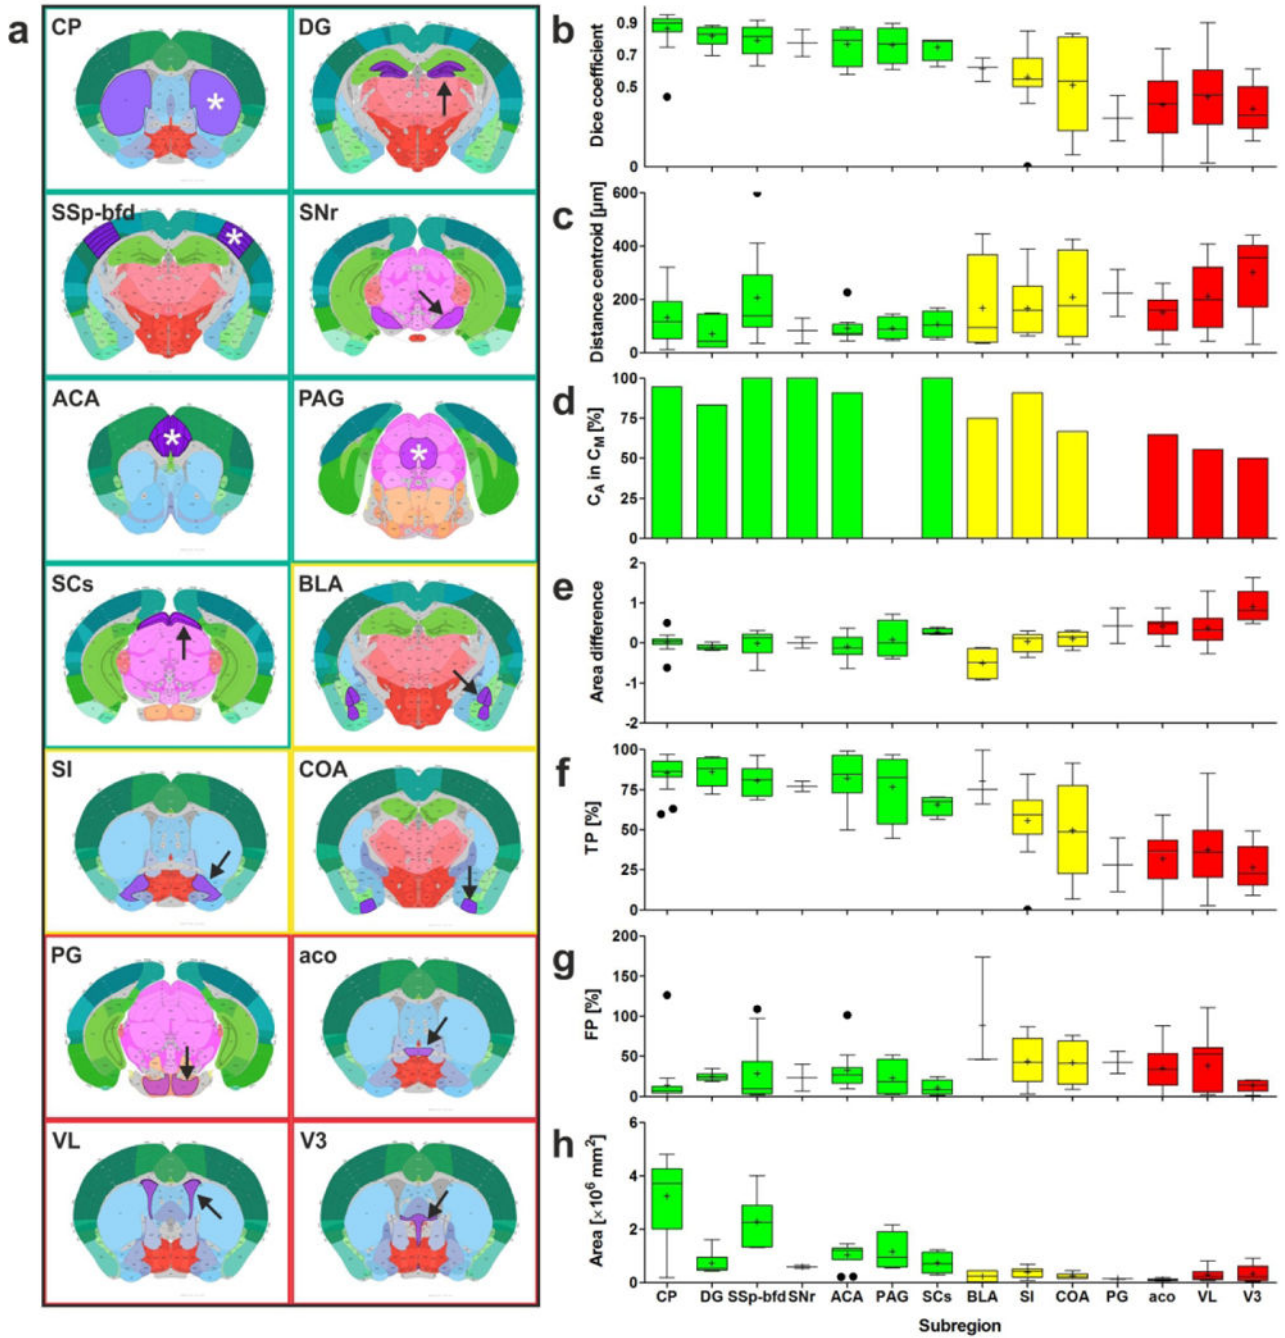 a
CP
DG
SSp-bfd
SNr
ACA
PAG
SCs
BLA
SI
COA
PG
aco
VL
V3
b
Dice coefficient
0.9
0.7
0.5
0
c
Distance centroid [µm]
600
400
200
0
d
C_A in C_M [%]
100
75
50
25
0
e
Area difference
2
1
0
-1
-2
f
TP [%]
100
75
50
25
0
g
FP [%]
200
150
100
50
0
h
Area [×10⁶ mm²]
6
4
2
0
CP DG SSp-bfd SNr ACA PAG SCs BLA SI COA PG aco VL V3
Subregion